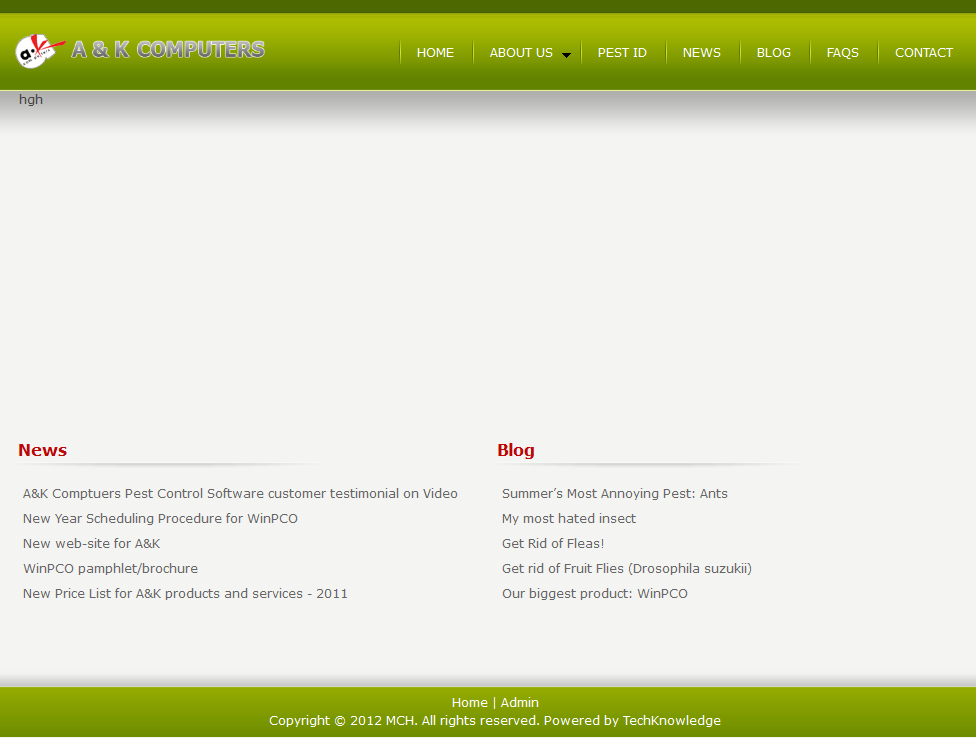 A & K COMPUTERS
HOME ABOUT US PEST ID NEWS BLOG FAQS CONTACT
hgh
News
A&K Comptuers Pest Control Software customer testimonial on Video
New Year Scheduling Procedure for WinPCO
New web-site for A&K
WinPCO pamphlet/brochure
New Price List for A&K products and services - 2011
Blog
Summer´s Most Annoying Pest: Ants
My most hated insect
Get Rid of Fleas!
Get rid of Fruit Flies (Drosophila suzukii)
Our biggest product: WinPCO
Home | Admin
Copyright © 2012 MCH. All rights reserved. Powered by TechKnowledge